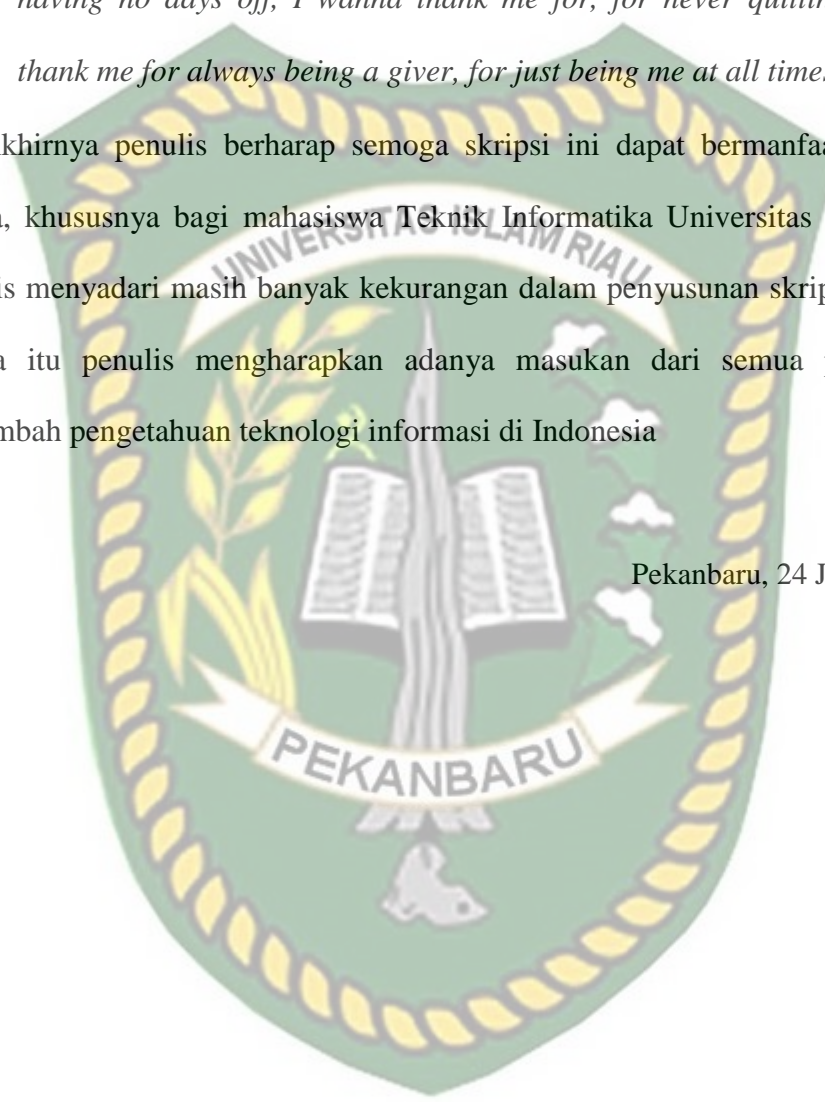 having no days off, I wanna thank me for, for never quitting
thank me for always being a giver, for just being me at all times
khirnya penulis berharap semoga skripsi ini dapat bermanfaa
, khususnya bagi mahasiswa Teknik Informatika Universitas
is menyadari masih banyak kekurangan dalam penyusunan skrip
a itu penulis mengharapkan adanya masukan dari semua
mbah pengetahuan teknologi informasi di Indonesia
Pekanbaru, 24 J
UNIVERSITAS ISLAM RIAU
PEKANBARU